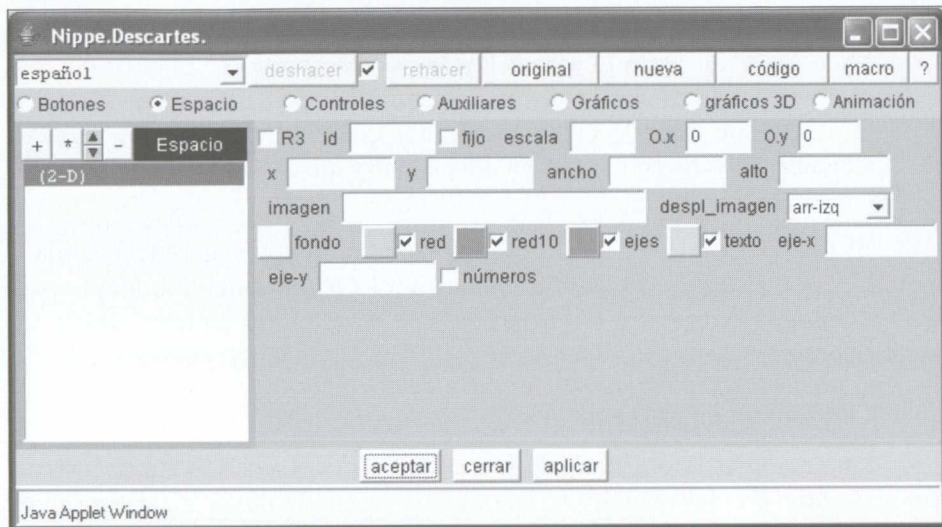 Nippe.Descartes.
español deshacer rehacer original nueva código macro ?
Botones Espacio Controles Auxiliares Gráficos gráficos 3D Animación
+ * - Espacio
(2-D)
R3 id fijo escala O.x 0 O.y 0
x y ancho alto
imagen despl_imagen arr-izq
fondo red red10 ejes texto eje-x
eje-y números
aceptar cerrar aplicar
Java Applet Window